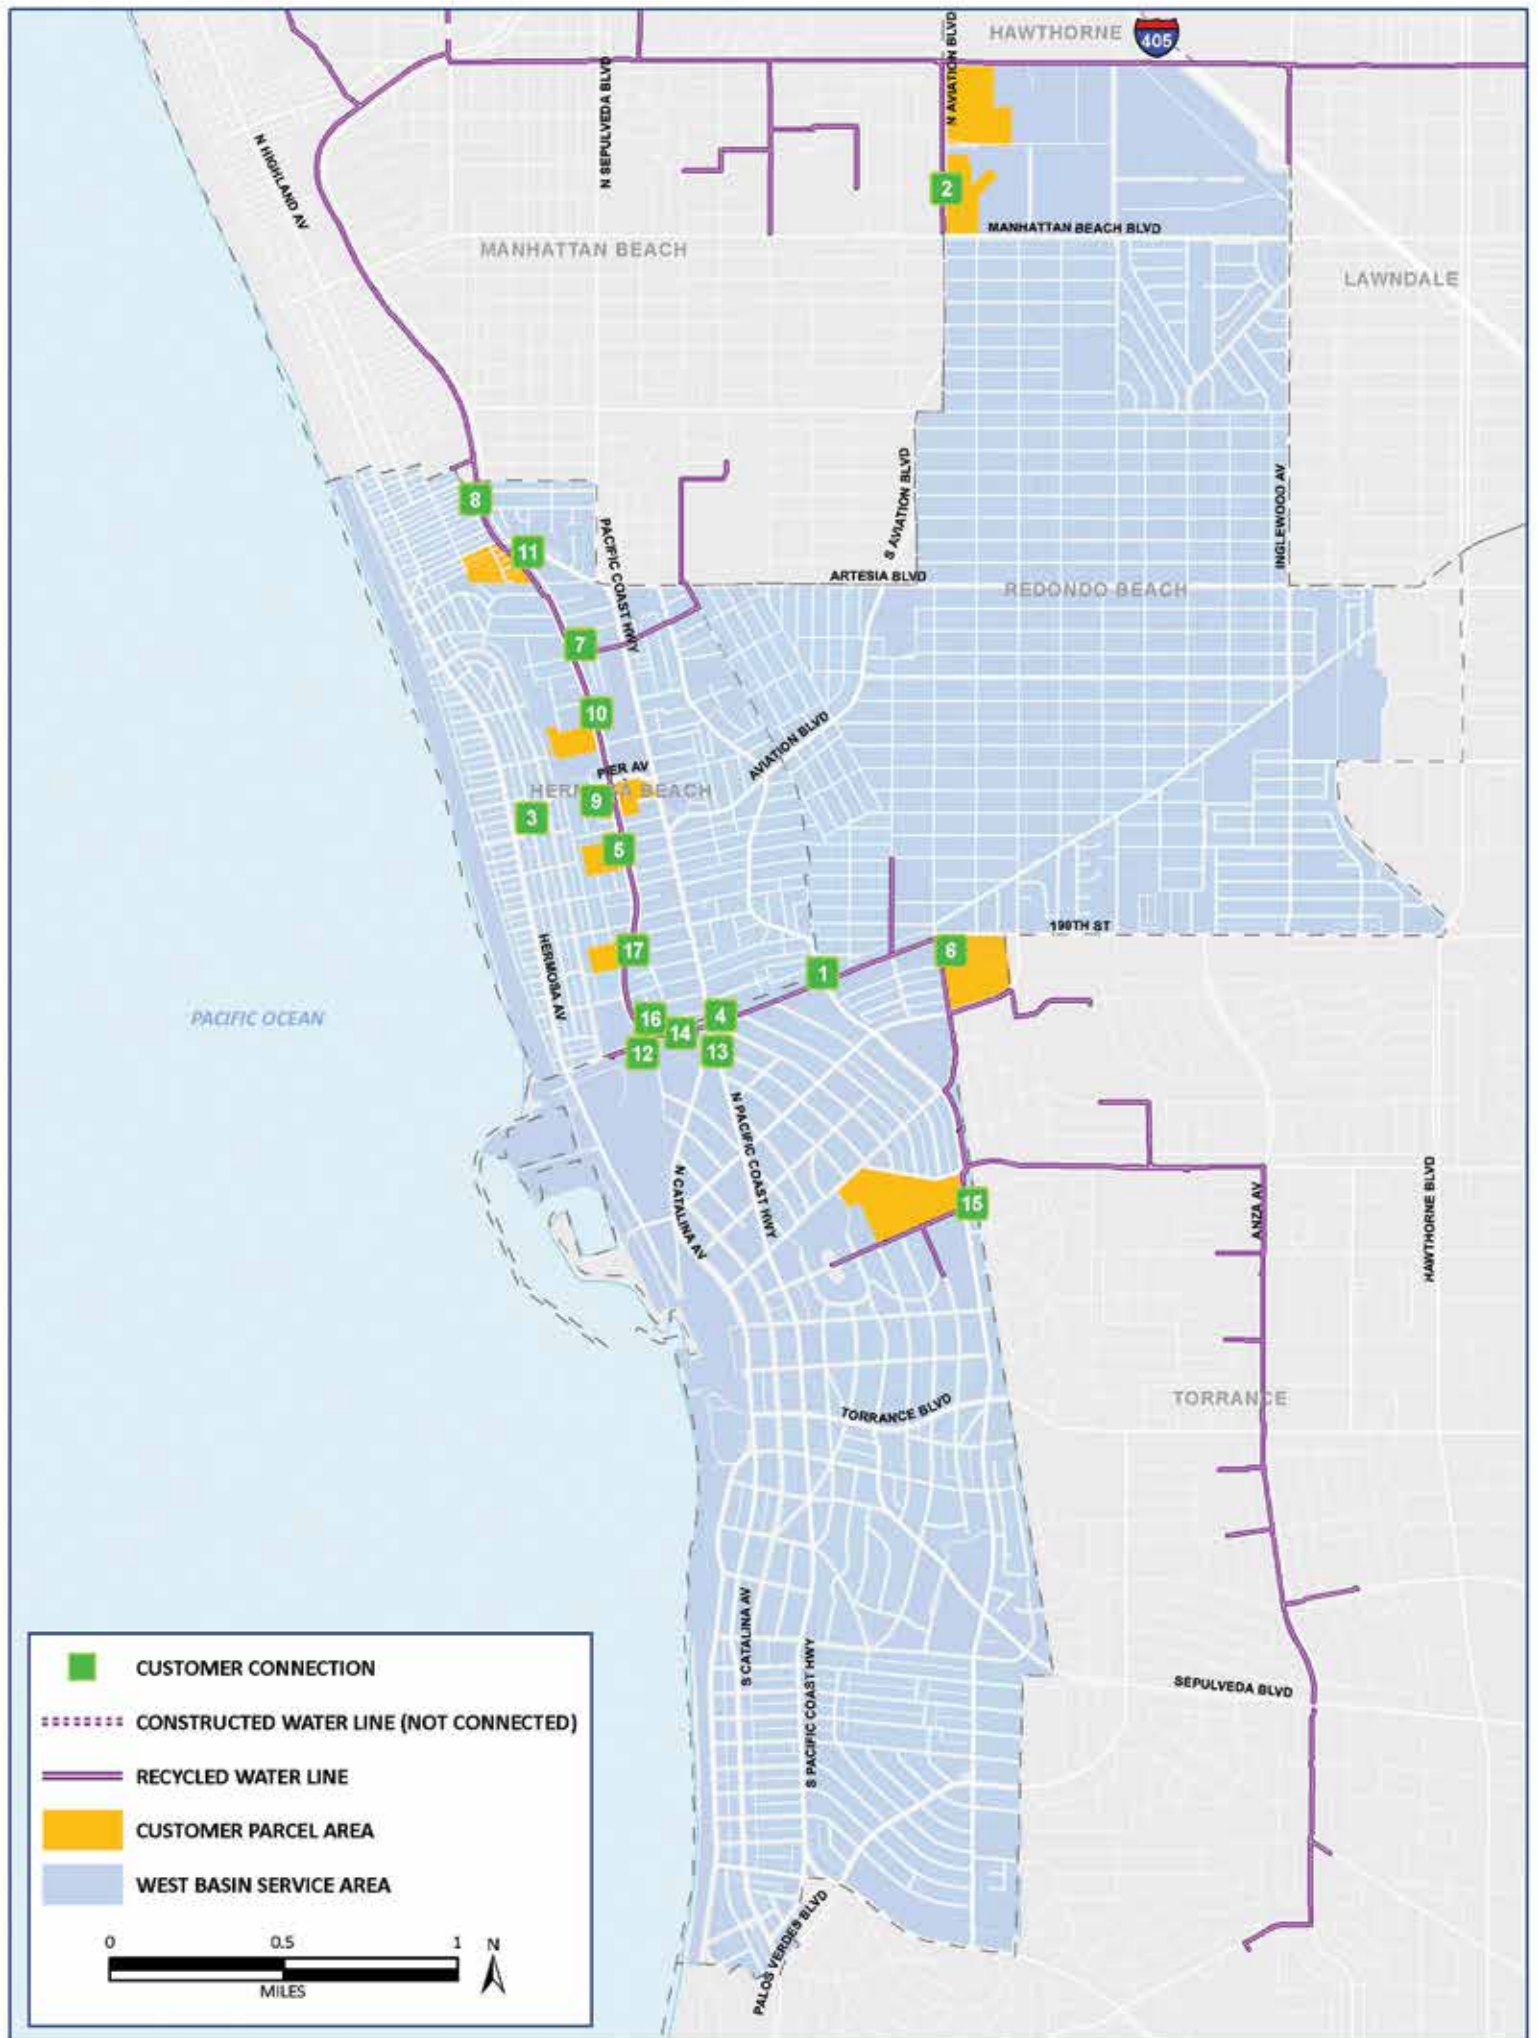 HAWTHORNE
405
N AVIATION BLVD
N SEPULVEDA BLVD
N HIGHLAND AV
2
MANHATTAN BEACH BLVD
MANHATTAN BEACH
LAWNDALE
S AVIATION BLVD
INGLEWOOD AV
8
PACIFIC COAST HWY
11
ARTESIA BLVD
REDONDO BEACH
7
10
AVIATION BLVD
PIER AV
HERMOSA BEACH
9
3
5
190TH ST
HERMOSA AV
17
6
1
PACIFIC OCEAN
16
4
14
12
13
N PACIFIC COAST HWY
N CATALINA AV
15
ANZA AV
HAWTHORNE BLVD
TORRANCE
TORRANCE BLVD
S CATALINA AV
S PACIFIC COAST HWY
SEPULVEDA BLVD
PALOS VERDES BLVD
CUSTOMER CONNECTION
CONSTRUCTED WATER LINE (NOT CONNECTED)
RECYCLED WATER LINE
CUSTOMER PARCEL AREA
WEST BASIN SERVICE AREA
0 0.5 1 N
MILES